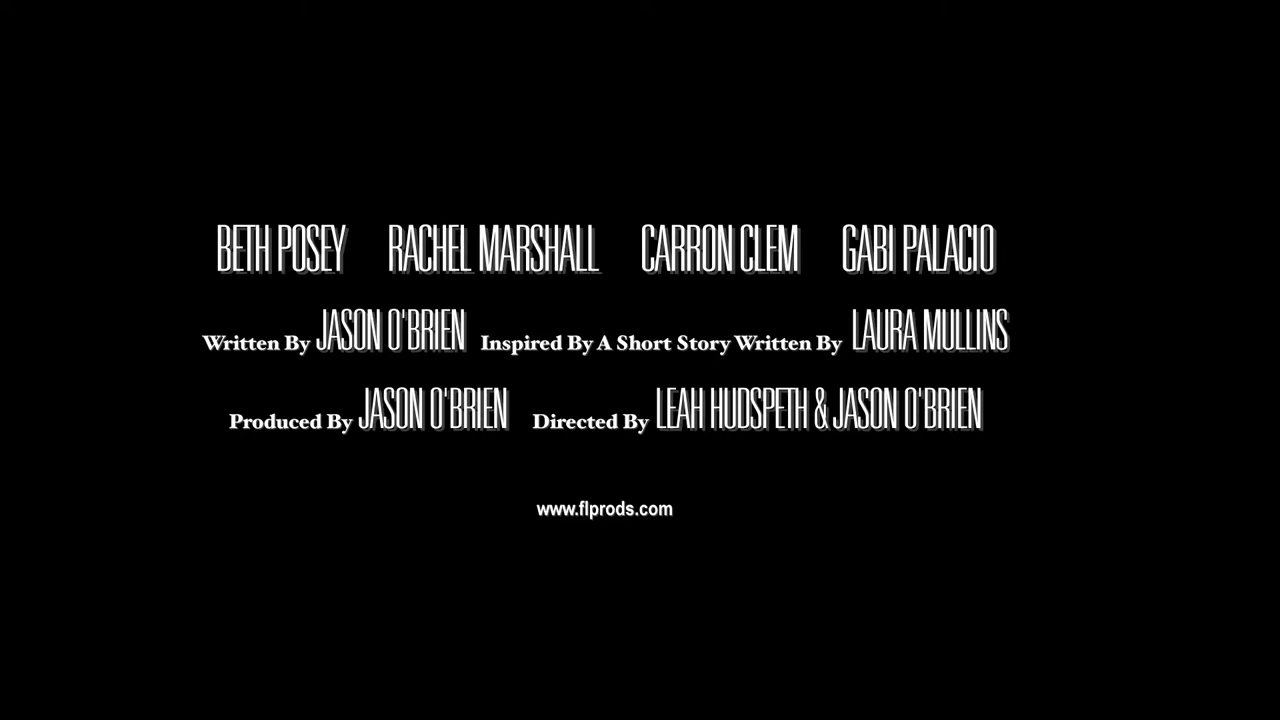 BETH POSEY RACHEL MARSHALL CARRON CLEM GABI PALACIO
Written By JASON O'BRIEN Inspired By A Short Story Written By LAURA MULLINS
Produced By JASON O'BRIEN Directed By LEAH HUDSPETH & JASON O'BRIEN
www.flprods.com